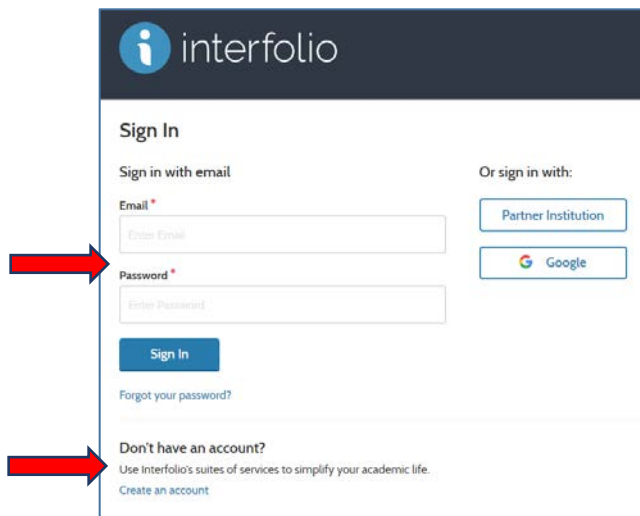 interfolio
Sign In
Sign in with email
Or sign in with:
Email *
Enter Email
Partner Institution
Google
Password *
Enter Password
Sign In
Forgot your password?
Don't have an account?
Use Interfolio's suites of services to simplify your academic life.
Create an account